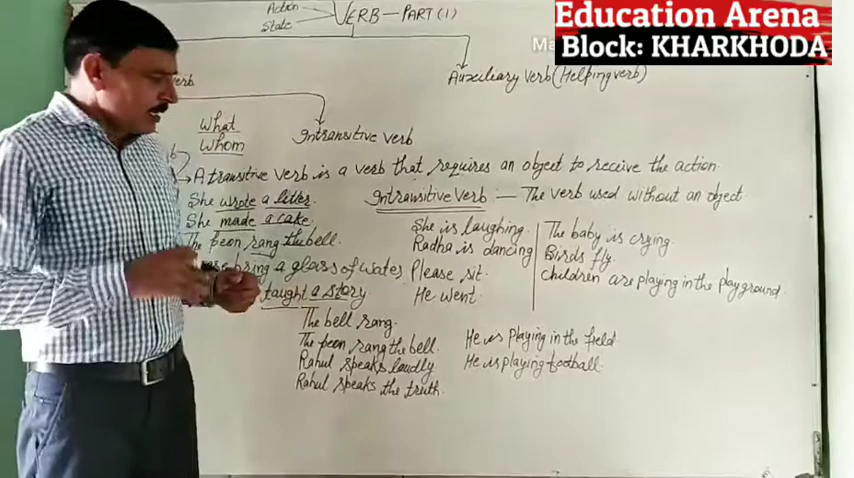 Education Arena
Block: KHARKHODA
Action
State
VERB — PART (1)
Auxiliary verb (Helping verb)
verb
Intransitive verb
What
Whom
A transitive verb is a verb that requires an object to receive the action.
She wrote a letter.
She made a cake.
The peon rang the bell.
bring a glass of water
taught a story
Intransitive verb — The verb used without an object
She is laughing.
Radha is dancing
Please sit.
He went.
The baby is crying.
Birds fly.
Children are playing in the playground.
The bell rang.
The peon rang the bell.
Rahul speaks loudly
Rahul speaks the truth.
He is playing in the field.
He is playing football.